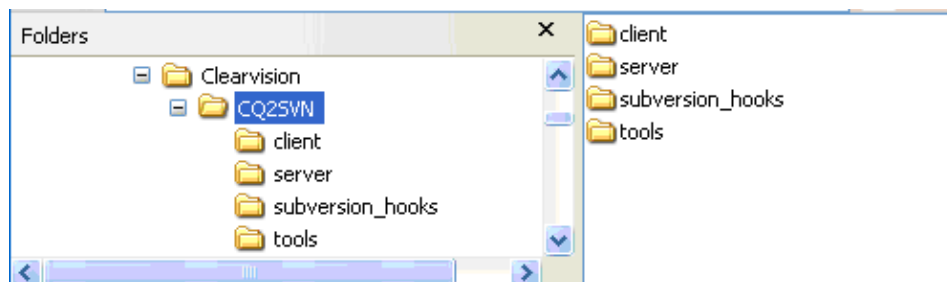 Folders
Clearvision
CQ2SVN
client
server
subversion_hooks
tools
client
server
subversion_hooks
tools